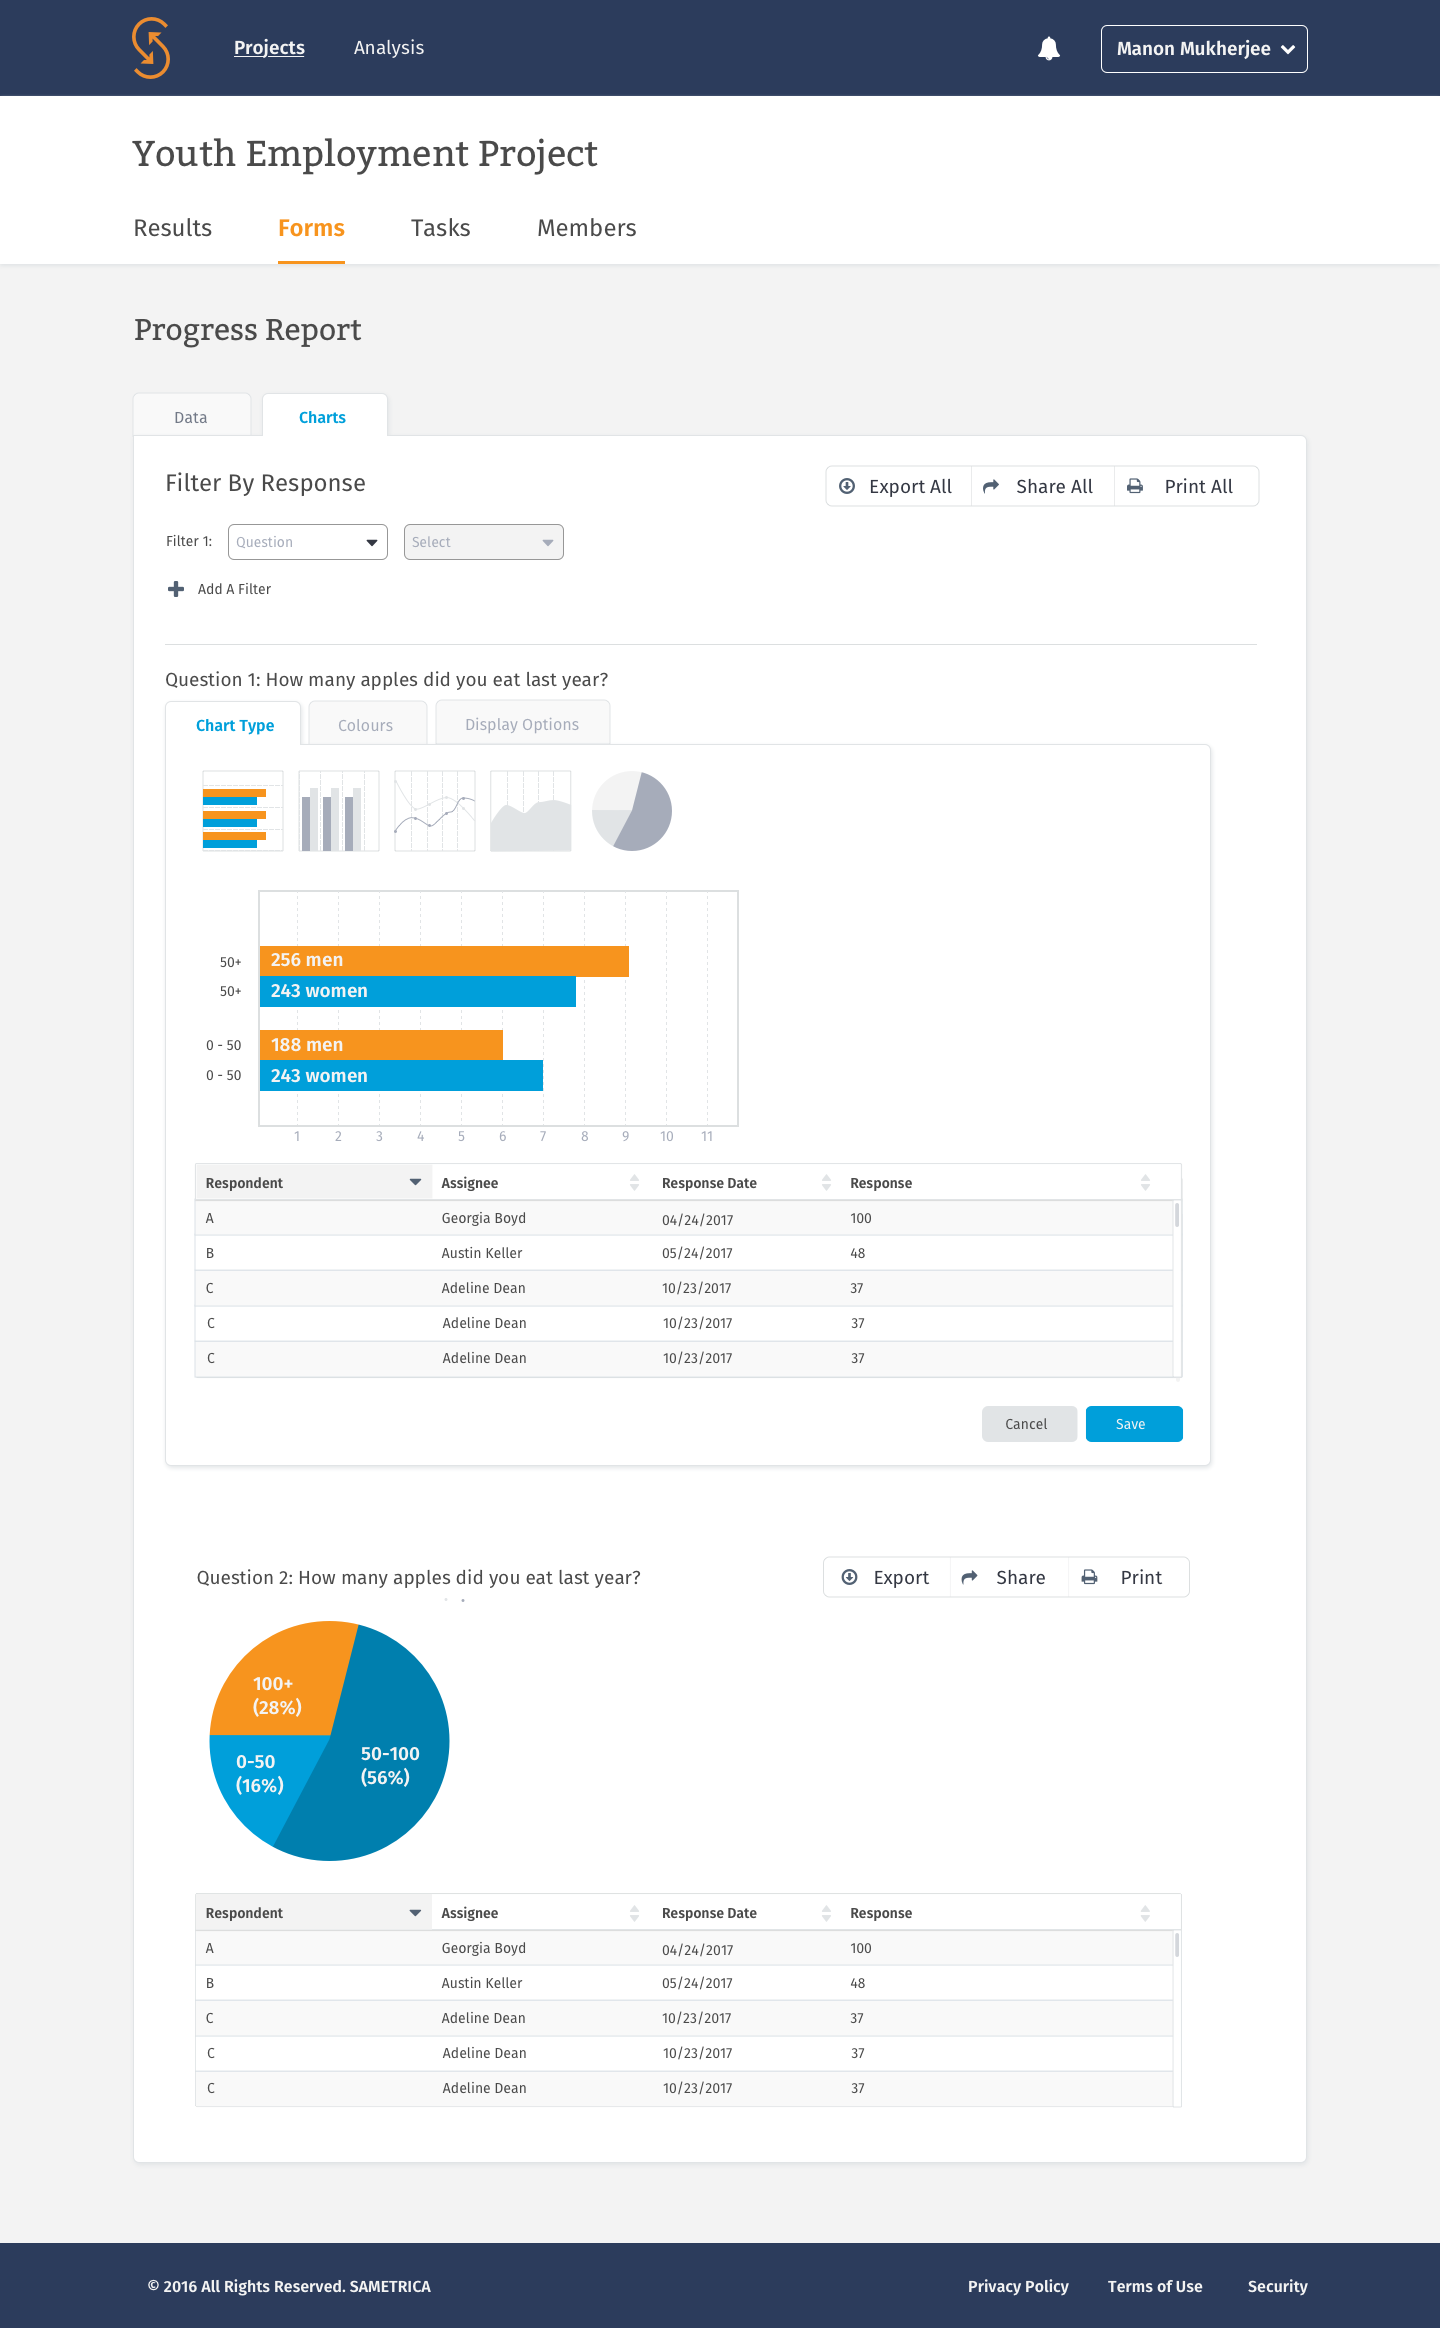 Projects Analysis Manon Mukherjee
Youth Employment Project
Results Forms Tasks Members
Progress Report
Data Charts
Filter By Response Export All Share All Print All
Filter 1: Question Select
Add A Filter
Question 1: How many apples did you eat last year?
Chart Type Colours Display Options
50+ 256 men
50+ 243 women
0 - 50 188 men
0 - 50 243 women
1 2 3 4 5 6 7 8 9 10 11
Respondent Assignee Response Date Response
A Georgia Boyd 04/24/2017 100
B Austin Keller 05/24/2017 48
C Adeline Dean 10/23/2017 37
C Adeline Dean 10/23/2017 37
C Adeline Dean 10/23/2017 37
Cancel Save
Question 2: How many apples did you eat last year? Export Share Print
100+
(28%)
50-100
(56%)
0-50
(16%)
Respondent Assignee Response Date Response
A Georgia Boyd 04/24/2017 100
B Austin Keller 05/24/2017 48
C Adeline Dean 10/23/2017 37
C Adeline Dean 10/23/2017 37
C Adeline Dean 10/23/2017 37
© 2016 All Rights Reserved. SAMETRICA Privacy Policy Terms of Use Security